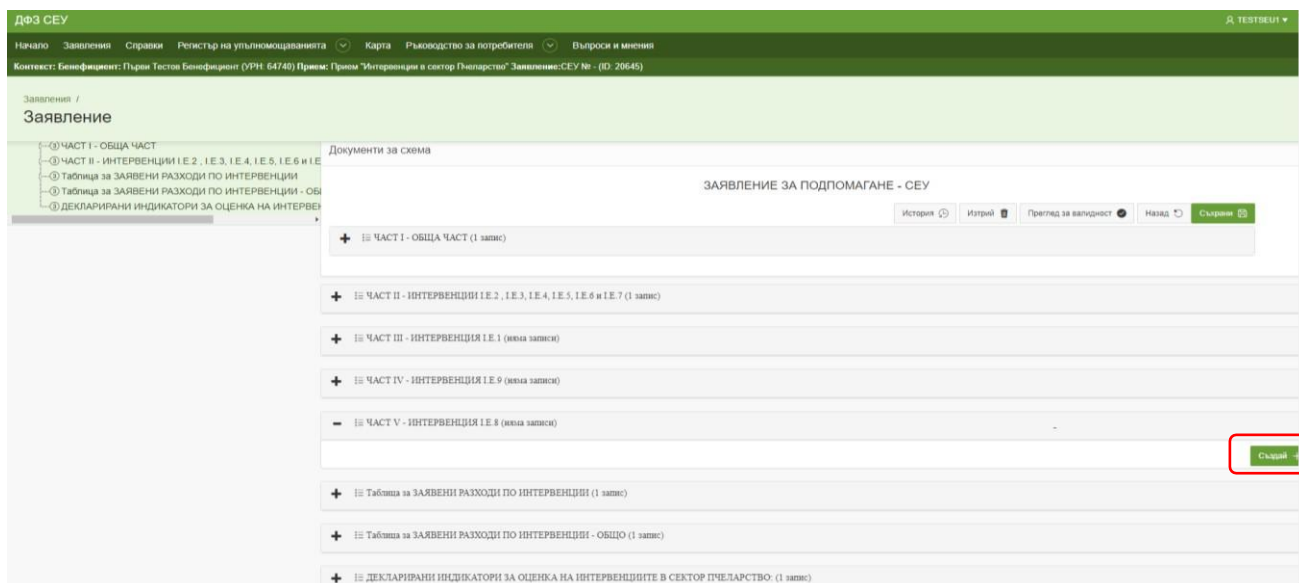 ДФЗ СЕУ
TESTSEU1
Начало Заявления Справки Регистър на упълномощаванията Карта Ръководство за потребителя Въпроси и мнения
Контекст: Бенефициент: Първи Тестов Бенефициент (УРН: 64740) Прием: Прием "Интервенции в сектор Пчеларство" Заявление:СЕУ № - (ID: 20645)
Заявления /
Заявление
ЧАСТ I - ОБЩА ЧАСТ
ЧАСТ II - ИНТЕРВЕНЦИИ I.E.2 , I.E.3, I.E.4, I.E.5, I.E.6 и I.E
Таблица за ЗАЯВЕНИ РАЗХОДИ ПО ИНТЕРВЕНЦИИ
Таблица за ЗАЯВЕНИ РАЗХОДИ ПО ИНТЕРВЕНЦИИ - ОБЩ
ДЕКЛАРИРАНИ ИНДИКАТОРИ ЗА ОЦЕНКА НА ИНТЕРВЕН
Документи за схема
ЗАЯВЛЕНИЕ ЗА ПОДПОМАГАНЕ - СЕУ
История Изтрий Преглед за валидност Назад Съхрани
ЧАСТ I - ОБЩА ЧАСТ (1 запис)
ЧАСТ II - ИНТЕРВЕНЦИИ I.E.2 , I.E.3, I.E.4, I.E.5, I.E.6 и I.E.7 (1 запис)
ЧАСТ III - ИНТЕРВЕНЦИЯ I.E.1 (няма записи)
ЧАСТ IV - ИНТЕРВЕНЦИЯ I.E.9 (няма записи)
ЧАСТ V - ИНТЕРВЕНЦИЯ I.E.8 (няма записи)
Създай +
Таблица за ЗАЯВЕНИ РАЗХОДИ ПО ИНТЕРВЕНЦИИ (1 запис)
Таблица за ЗАЯВЕНИ РАЗХОДИ ПО ИНТЕРВЕНЦИИ - ОБЩО (1 запис)
ДЕКЛАРИРАНИ ИНДИКАТОРИ ЗА ОЦЕНКА НА ИНТЕРВЕНЦИИТЕ В СЕКТОР ПЧЕЛАРСТВО: (1 запис)